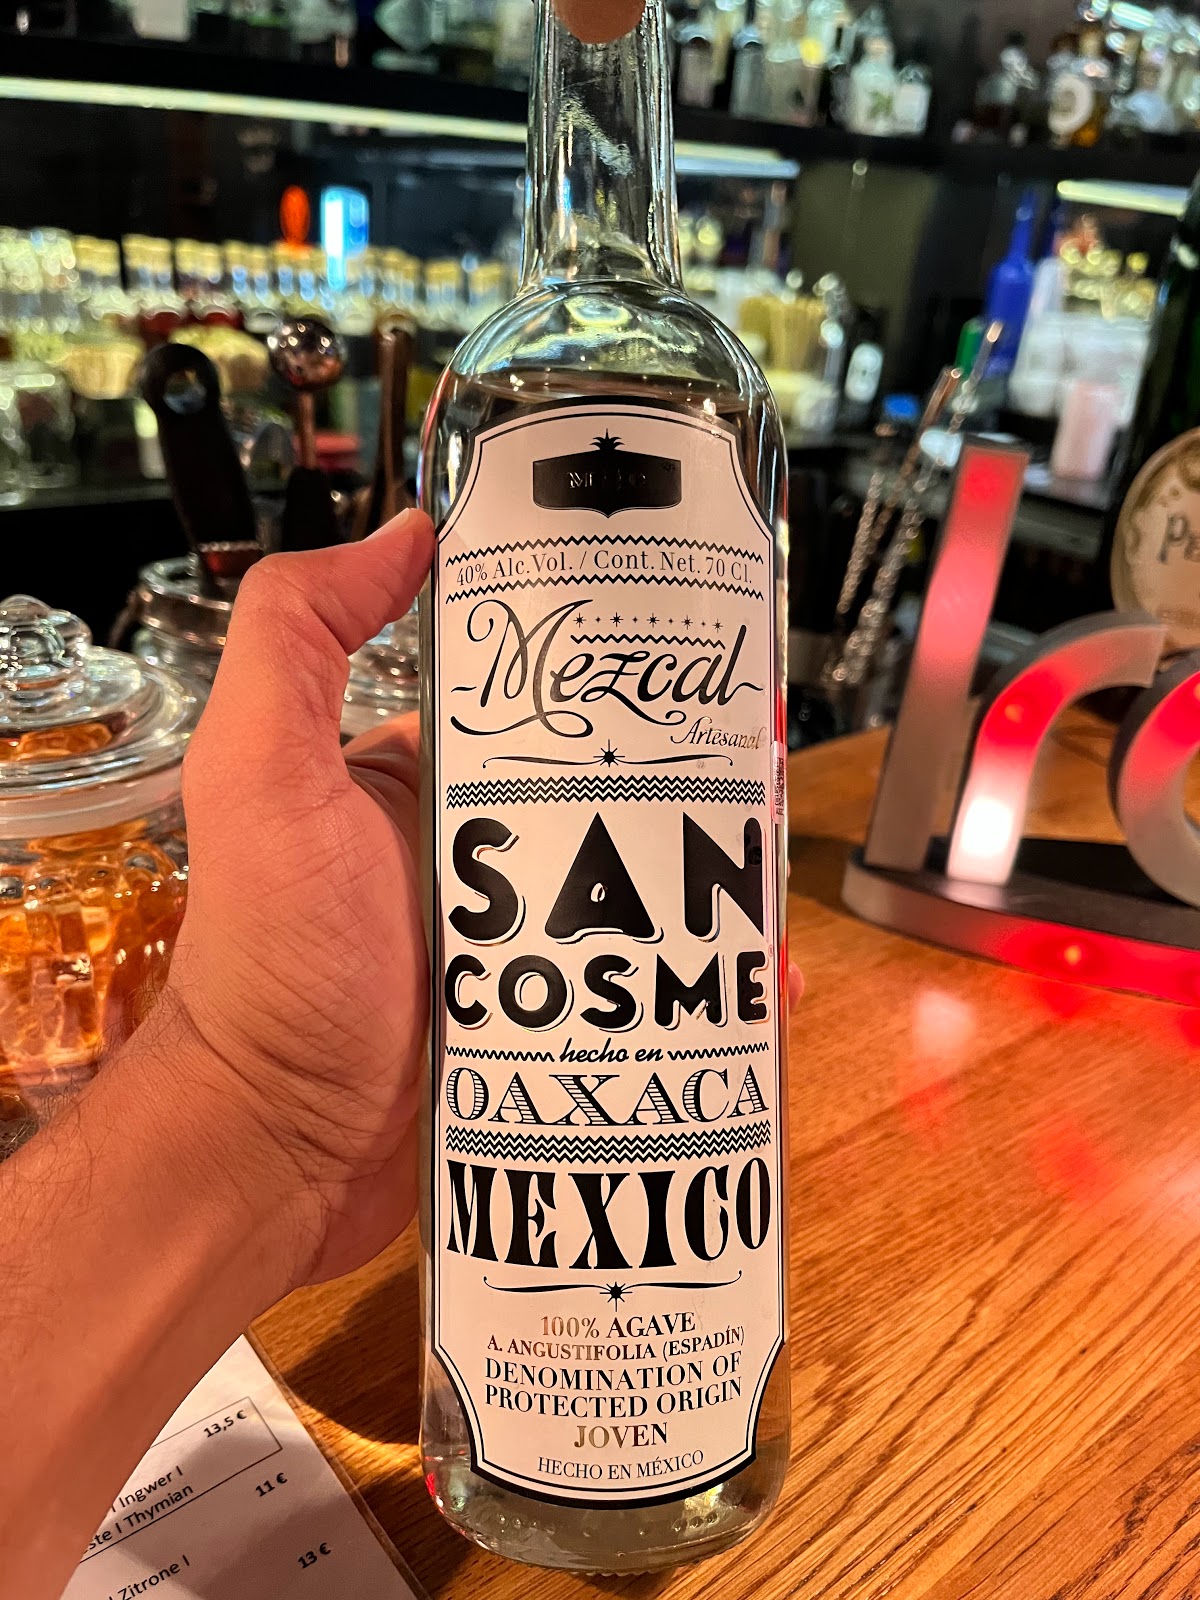 40% Alc.Vol. / Cont. Net. 70 Cl.
Mezcal
Artesanal
SAN
COSME
hecho en
OAXACA
MEXICO
100% AGAVE
A. ANGUSTIFOLIA (ESPADÍN)
DENOMINATION OF
PROTECTED ORIGIN
JOVEN
HECHO EN MÉXICO
13,5 €
Ingwer |
| Thymian
11 €
Zitrone |
13 €